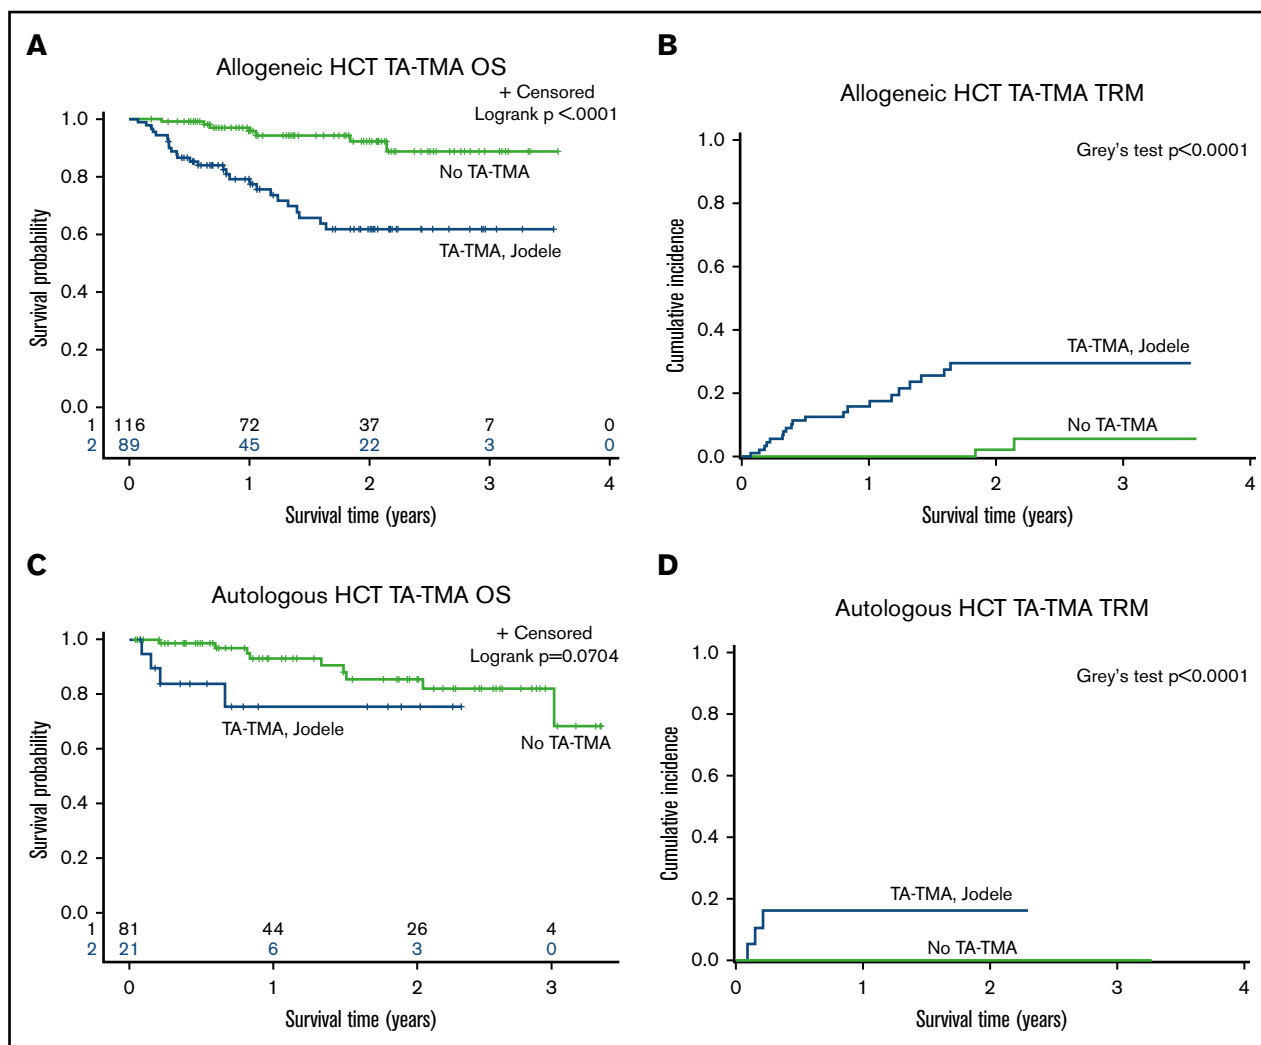 A
Allogeneic HCT TA-TMA OS
+ Censored
Logrank p <.0001
1.0
0.8
0.6
0.4
0.2
0.0
Survival probability
No TA-TMA
TA-TMA, Jodele
1 116 72 37 7 0
2 89 45 22 3 0
0 1 2 3 4
Survival time (years)
B
Allogeneic HCT TA-TMA TRM
Grey's test p<0.0001
1.0
0.8
0.6
0.4
0.2
0.0
Cumulative incidence
TA-TMA, Jodele
No TA-TMA
0 1 2 3 4
Survival time (years)
C
Autologous HCT TA-TMA OS
+ Censored
Logrank p=0.0704
1.0
0.8
0.6
0.4
0.2
0.0
Survival probability
TA-TMA, Jodele
No TA-TMA
1 81 44 26 4
2 21 6 3 0
0 1 2 3
Survival time (years)
D
Autologous HCT TA-TMA TRM
Grey's test p<0.0001
1.0
0.8
0.6
0.4
0.2
0.0
Cumulative incidence
TA-TMA, Jodele
No TA-TMA
0 1 2 3 4
Survival time (years)